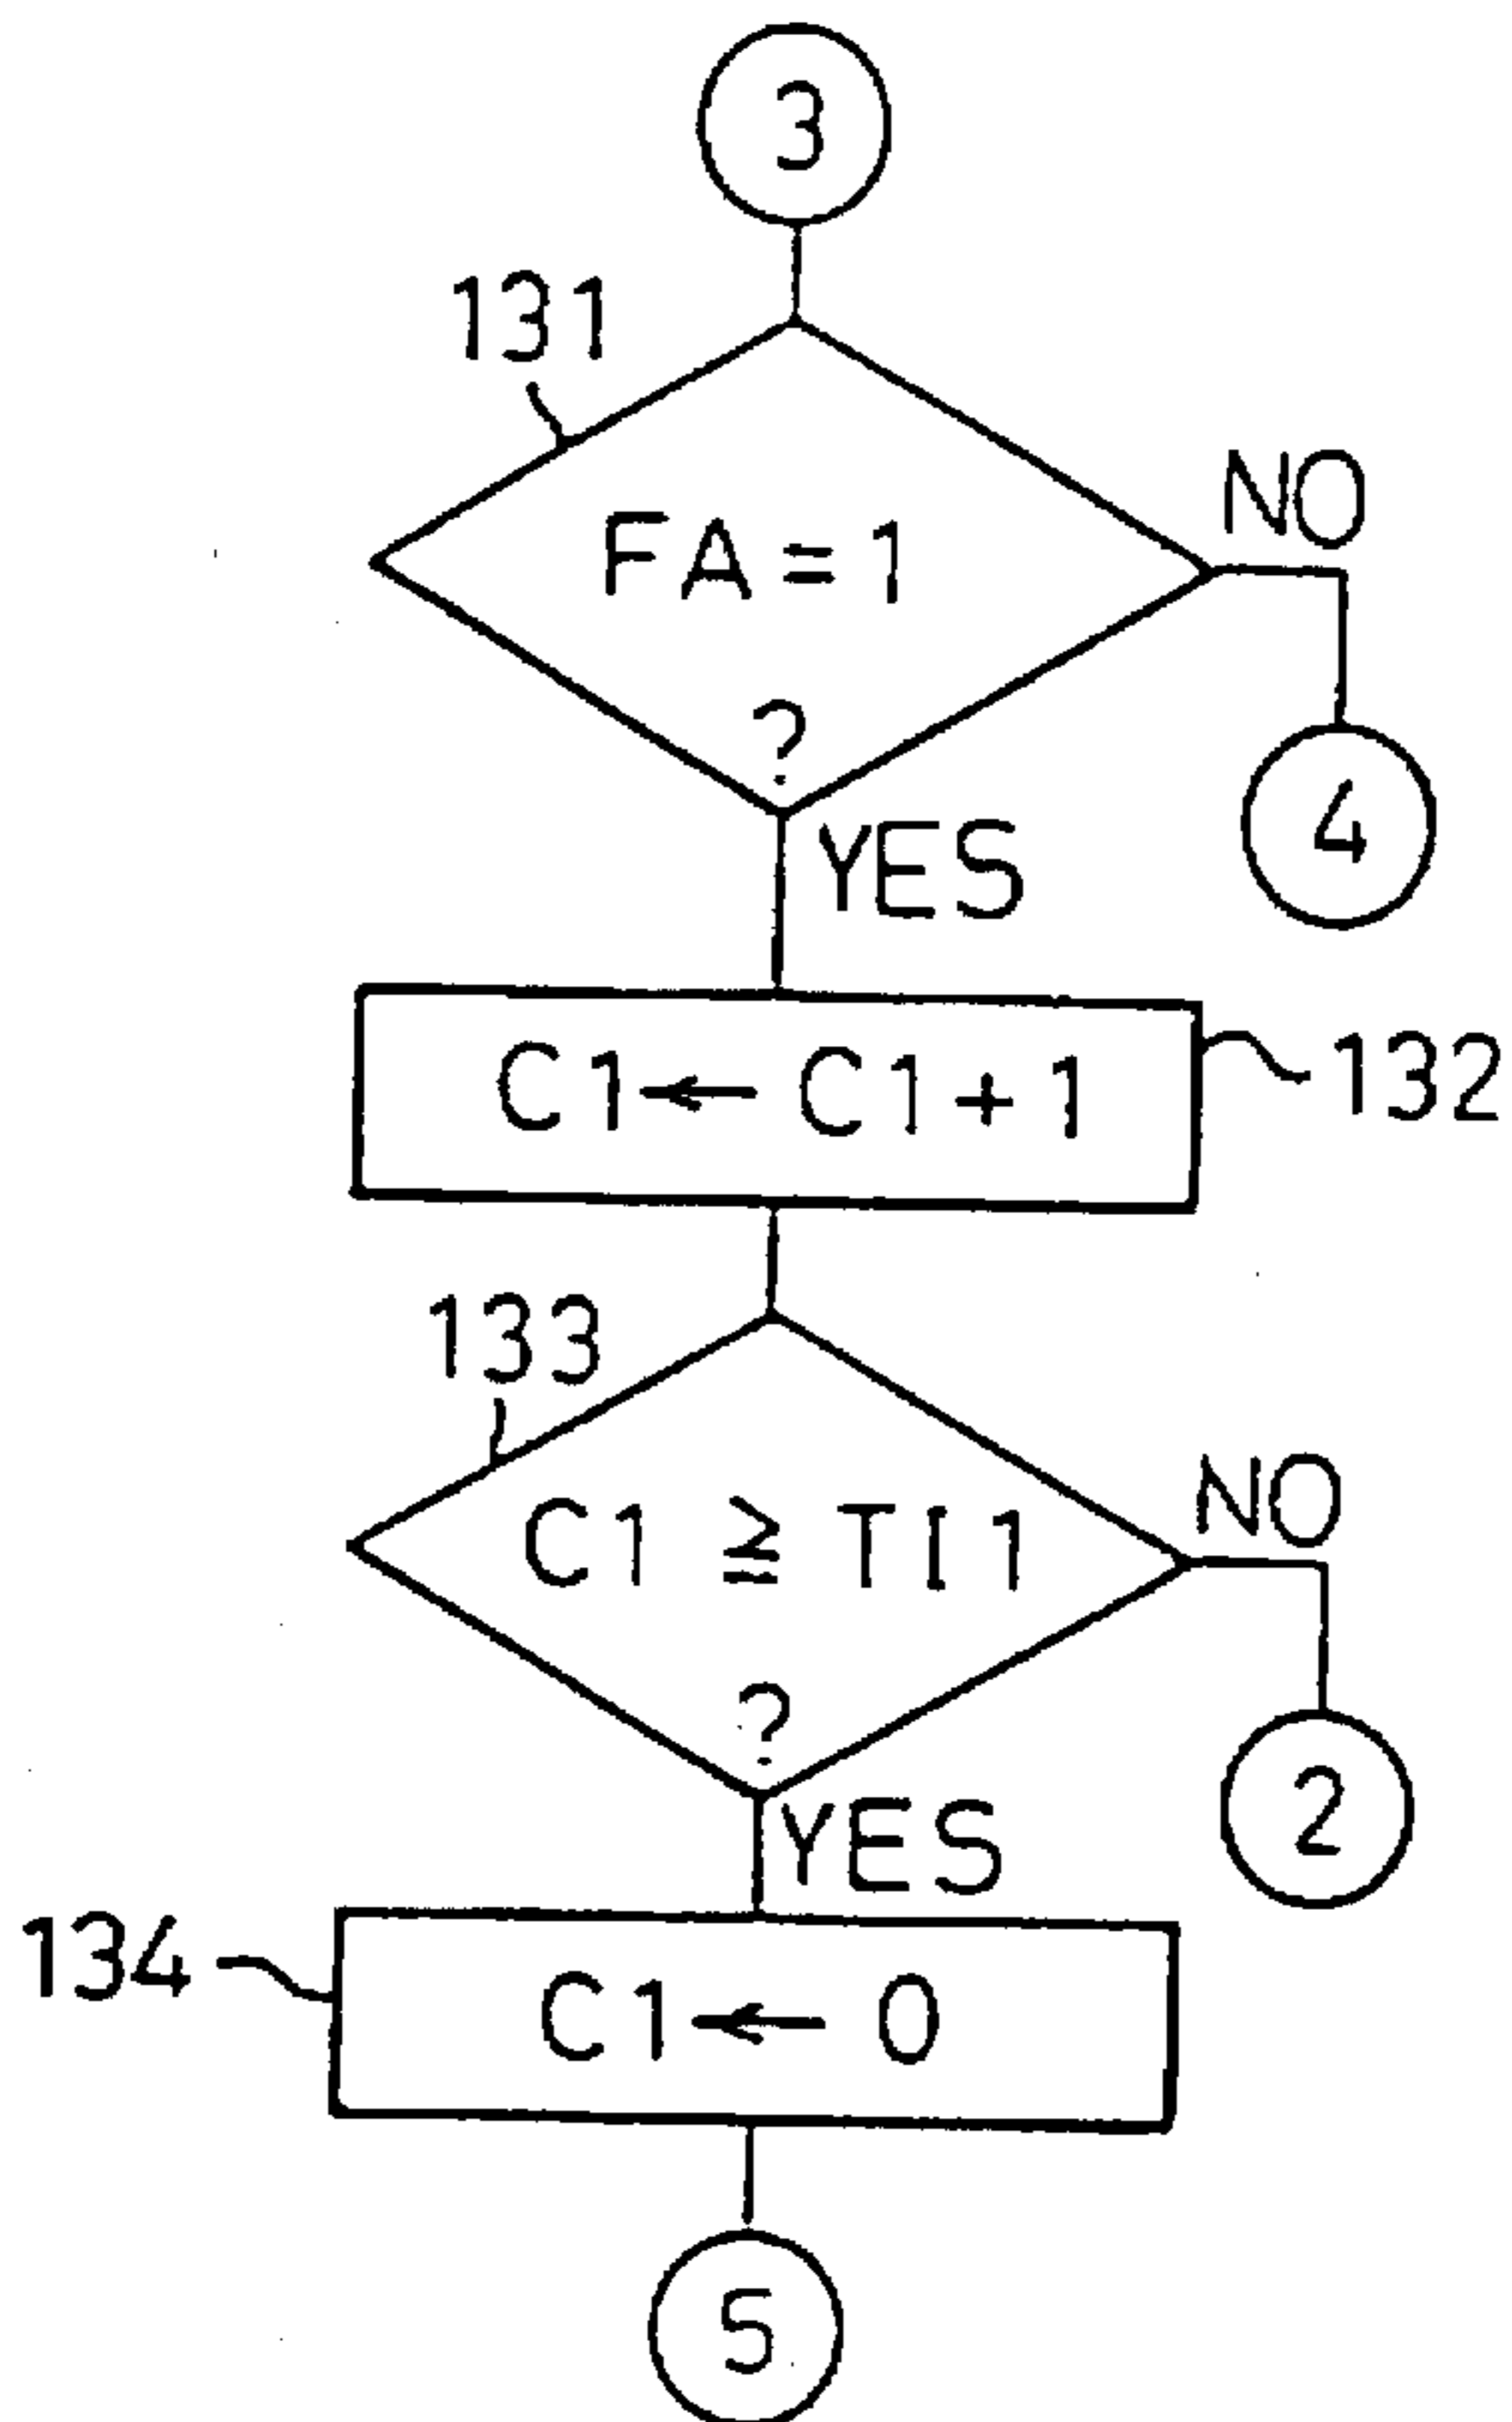 3
131
FA=1
?
NO
4
YES
C1← C1+1
132
133
C1 ≧ TI1
?
NO
2
YES
134
C1← 0
5